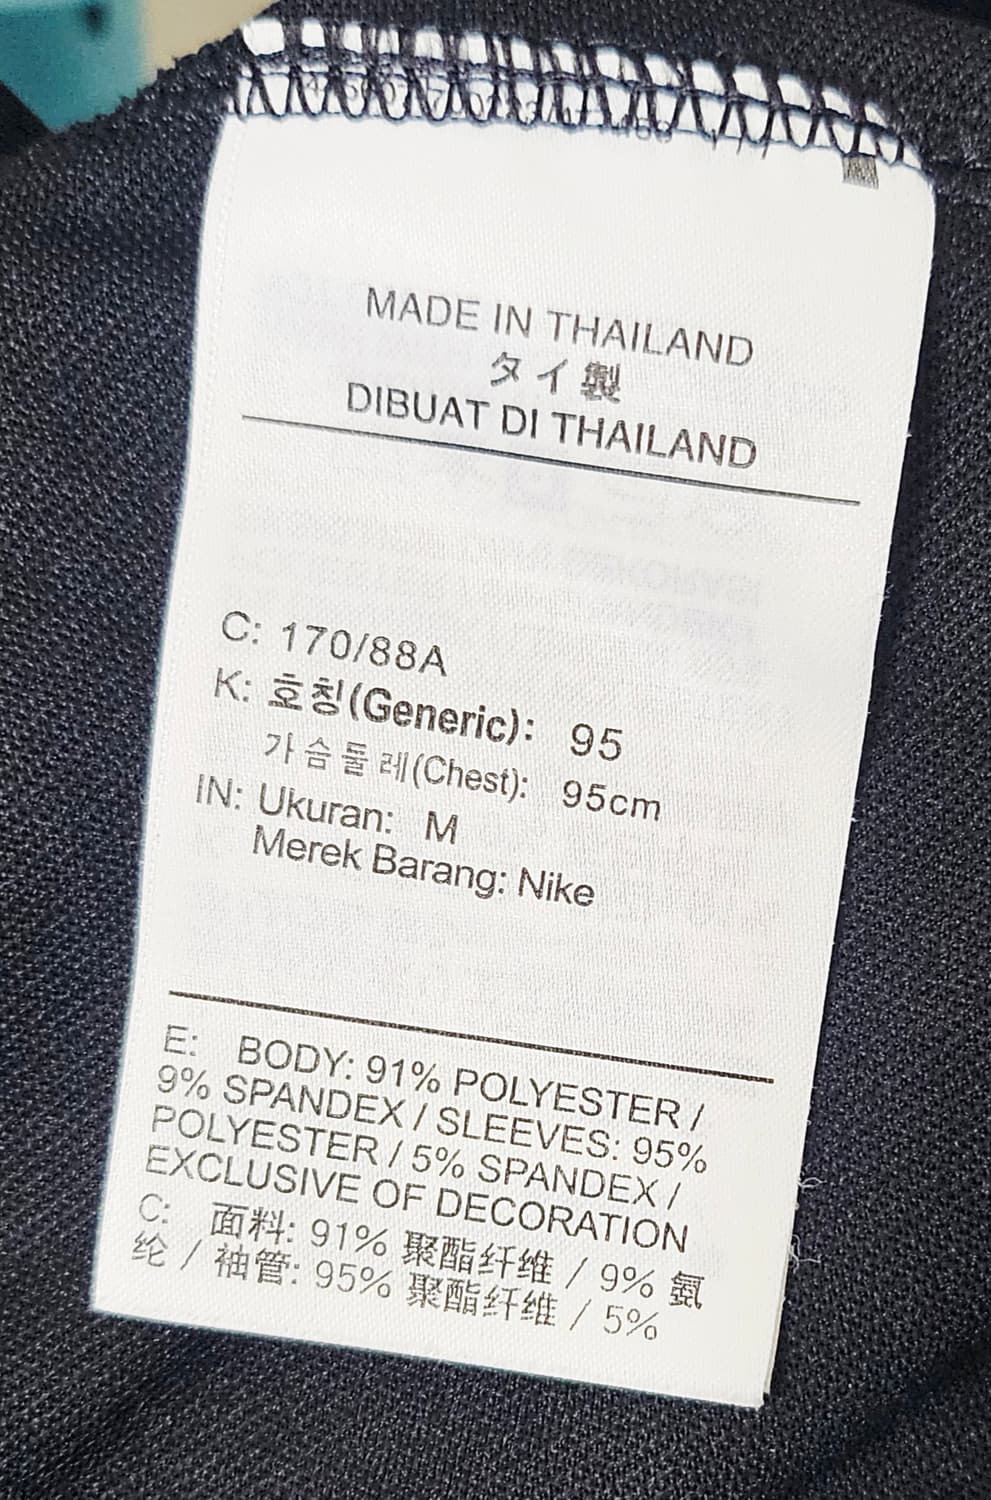 MADE IN THAILAND
タイ製
DIBUAT DI THAILAND
C: 170/88A
K: 호칭(Generic): 95
가슴둘레(Chest): 95cm
IN: Ukuran: M
Merek Barang: Nike
E: BODY: 91% POLYESTER /
9% SPANDEX / SLEEVES: 95%
POLYESTER / 5% SPANDEX /
EXCLUSIVE OF DECORATION
C: 面料: 91% 聚酯纤维 / 9% 氨
纶 / 袖管: 95% 聚酯纤维 / 5%